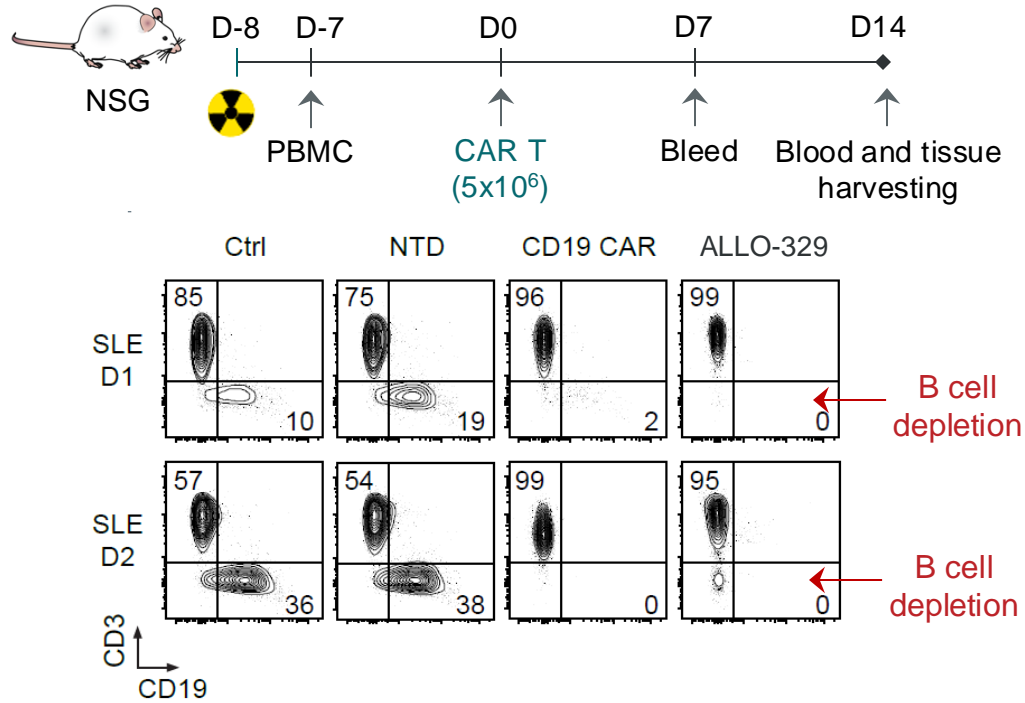 D-8 D-7 D0 D7 D14
NSG
PBMC
CAR T
(5x10⁶)
Bleed
Blood and tissue
harvesting
Ctrl NTD CD19 CAR ALLO-329
SLE
D1
85 10
75 19
96 2
99 0
B cell
depletion
SLE
D2
57 36
54 38
99 0
95 0
B cell
depletion
CD3
CD19